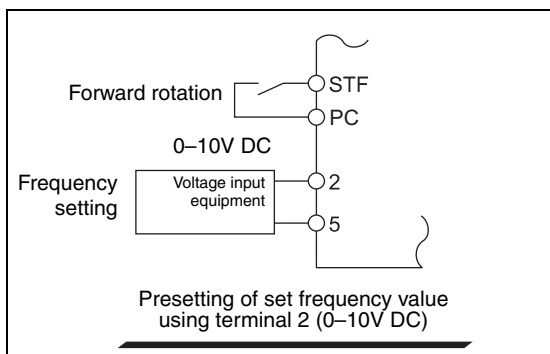 STF
Forward rotation
PC
0–10V DC
Frequency
setting
Voltage input
equipment
2
5
Presetting of set frequency value
using terminal 2 (0–10V DC)